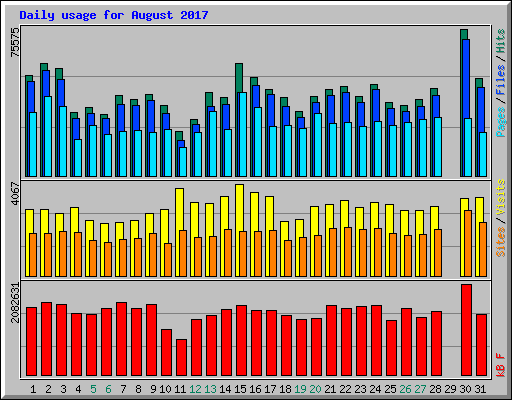 Daily usage for August 2017
75575
Pages / Files / Hits
4067
Sites / Visits
2082631
kB F
1 2 3 4 5 6 7 8 9 10 11 12 13 14 15 16 17 18 19 20 21 22 23 24 25 26 27 28 29 30 31